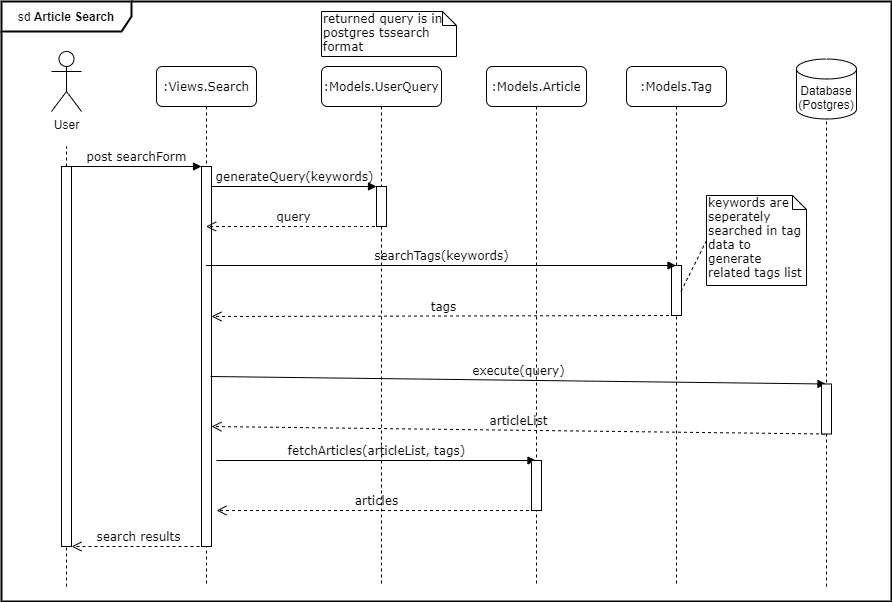 sd Article Search
returned query is in
postgres tssearch
format
User
:Views.Search
:Models.UserQuery
:Models.Article
:Models.Tag
Database
(Postgres)
post searchForm
generateQuery(keywords)
query
keywords are
seperately
searched in tag
data to
generate
related tags list
searchTags(keywords)
tags
execute(query)
articleList
fetchArticles(articleList, tags)
articles
search results